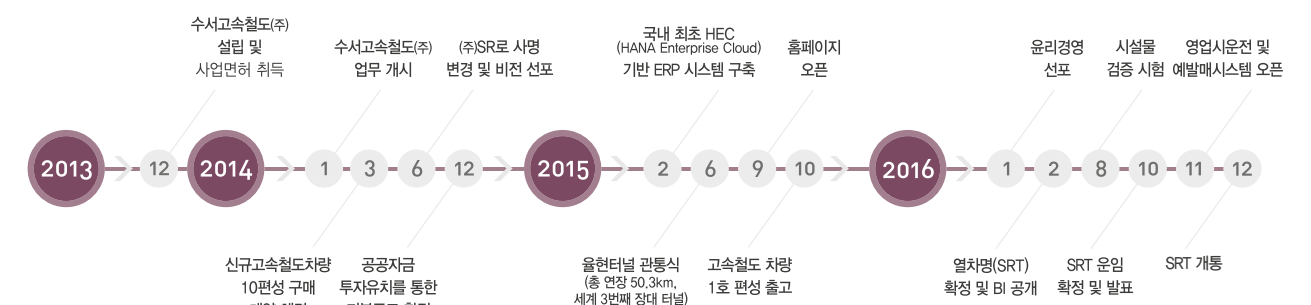 수서고속철도(주)
설립 및
사업면허 취득
수서고속철도(주)
업무 개시
(주)SR로 사명
변경 및 비전 선포
국내 최초 HEC
(HANA Enterprise Cloud)
기반 ERP 시스템 구축
홈페이지
오픈
윤리경영
선포
시설물
검증 시험
영업시운전 및
예발매시스템 오픈
2013
12
2014
1
3
6
12
2015
2
6
9
10
2016
1
2
8
10
11
12
신규고속철도차량
10편성 구매
공공자금
투자유치를 통한
율현터널 관통식
(총 연장 50.3km,
세계 3번째 장대 터널)
고속철도 차량
1호 편성 출고
열차명(SRT)
확정 및 BI 공개
SRT 운임
확정 및 발표
SRT 개통